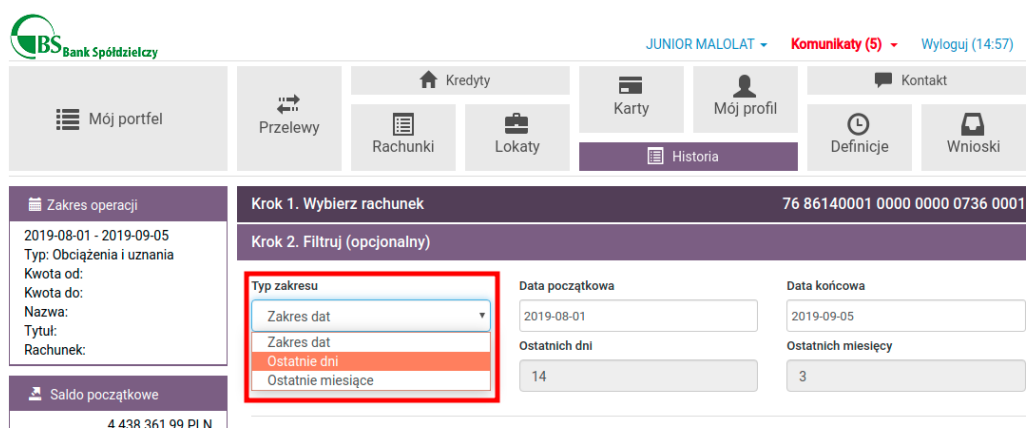 BS Bank Spółdzielczy
JUNIOR MALOLAT
Komunikaty (5)
Wyloguj (14:57)
Mój portfel
Przelewy
Kredyty
Rachunki
Lokaty
Karty
Mój profil
Historia
Kontakt
Definicje
Wnioski
Zakres operacji
2019-08-01 - 2019-09-05
Typ: Obciążenia i uznania
Kwota od:
Kwota do:
Nazwa:
Tytuł:
Rachunek:
Saldo początkowe
4 438 361,99 PLN
Krok 1. Wybierz rachunek
76 86140001 0000 0000 0736 0001
Krok 2. Filtruj (opcjonalny)
Typ zakresu
Zakres dat
Zakres dat
Ostatnie dni
Ostatnie miesiące
Data początkowa
2019-08-01
Data końcowa
2019-09-05
Ostatnich dni
14
Ostatnich miesięcy
3